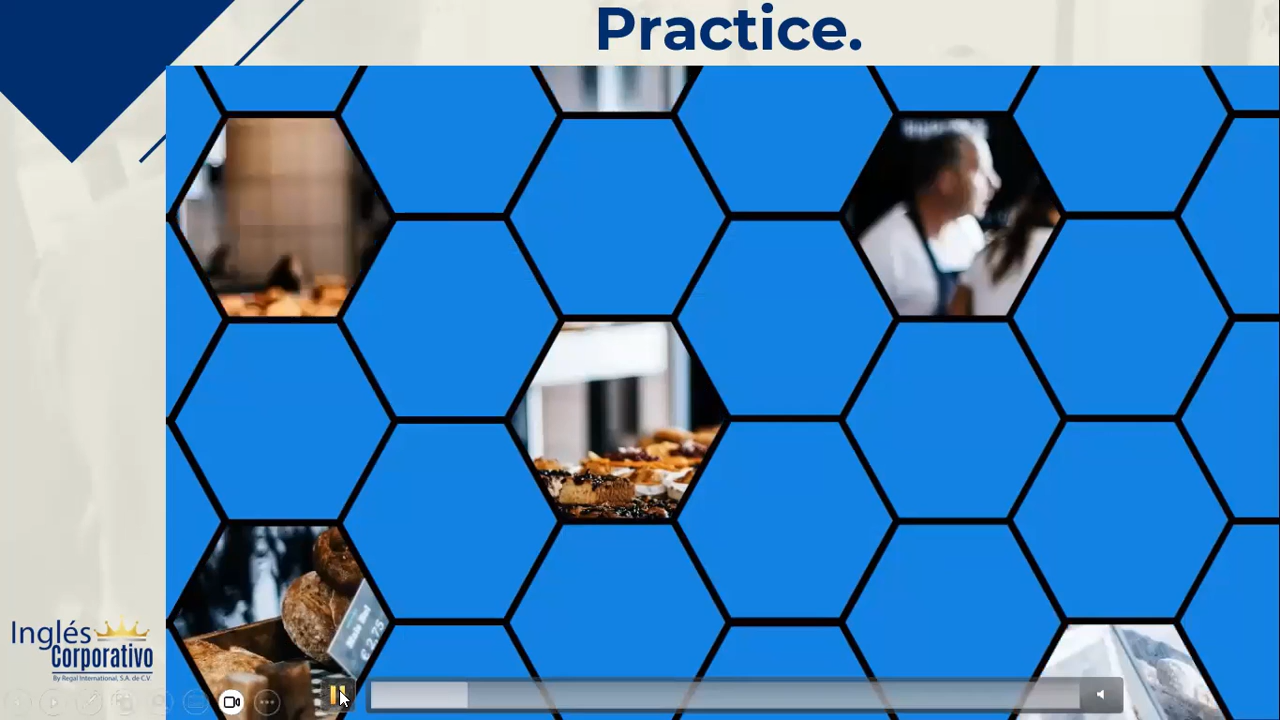 Practice.
Inglés
Corporativo
By Regal International, S.A. de C.V.